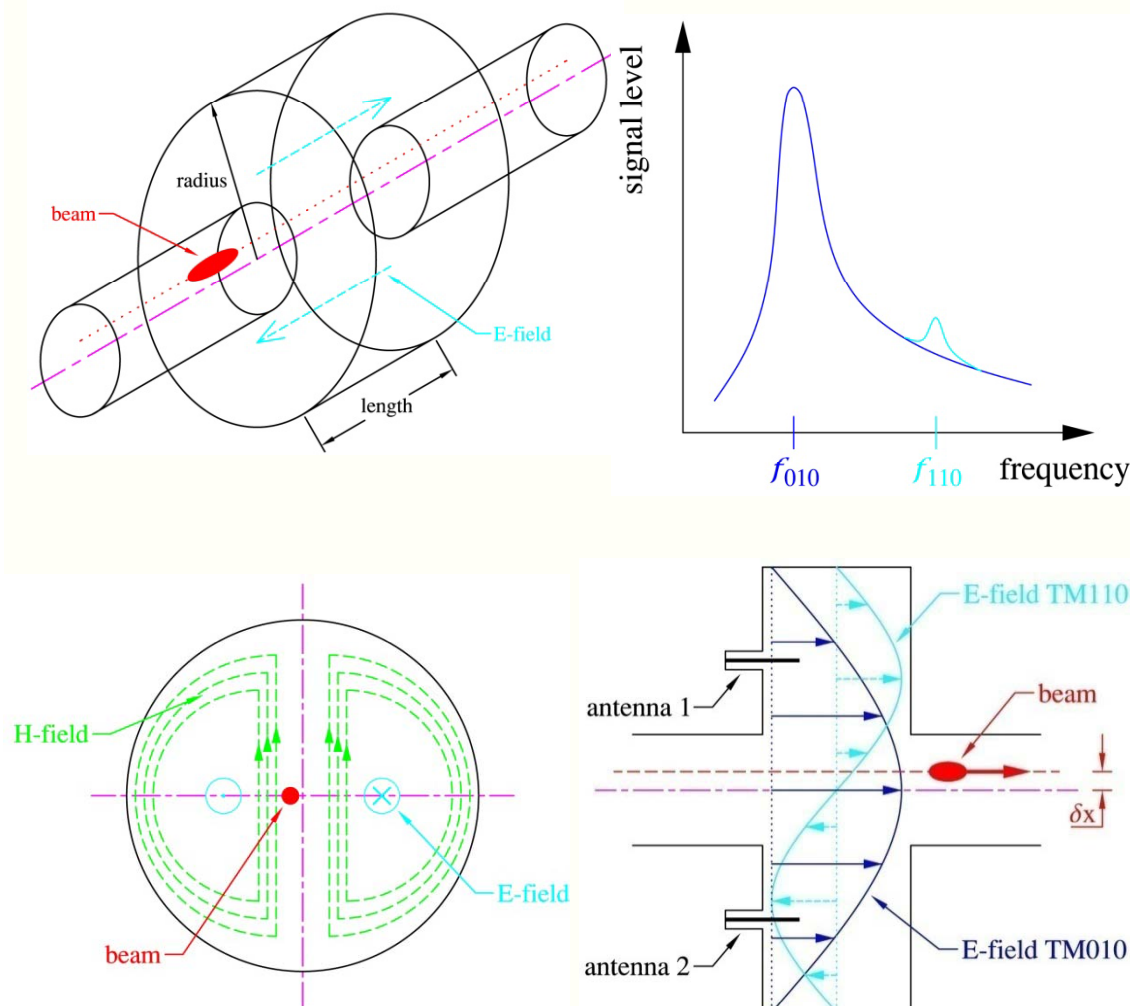 radius
beam
E-field
length
signal level
f010
f110
frequency
H-field
E-field
beam
E-field TM110
antenna 1
beam
δx
antenna 2
E-field TM010